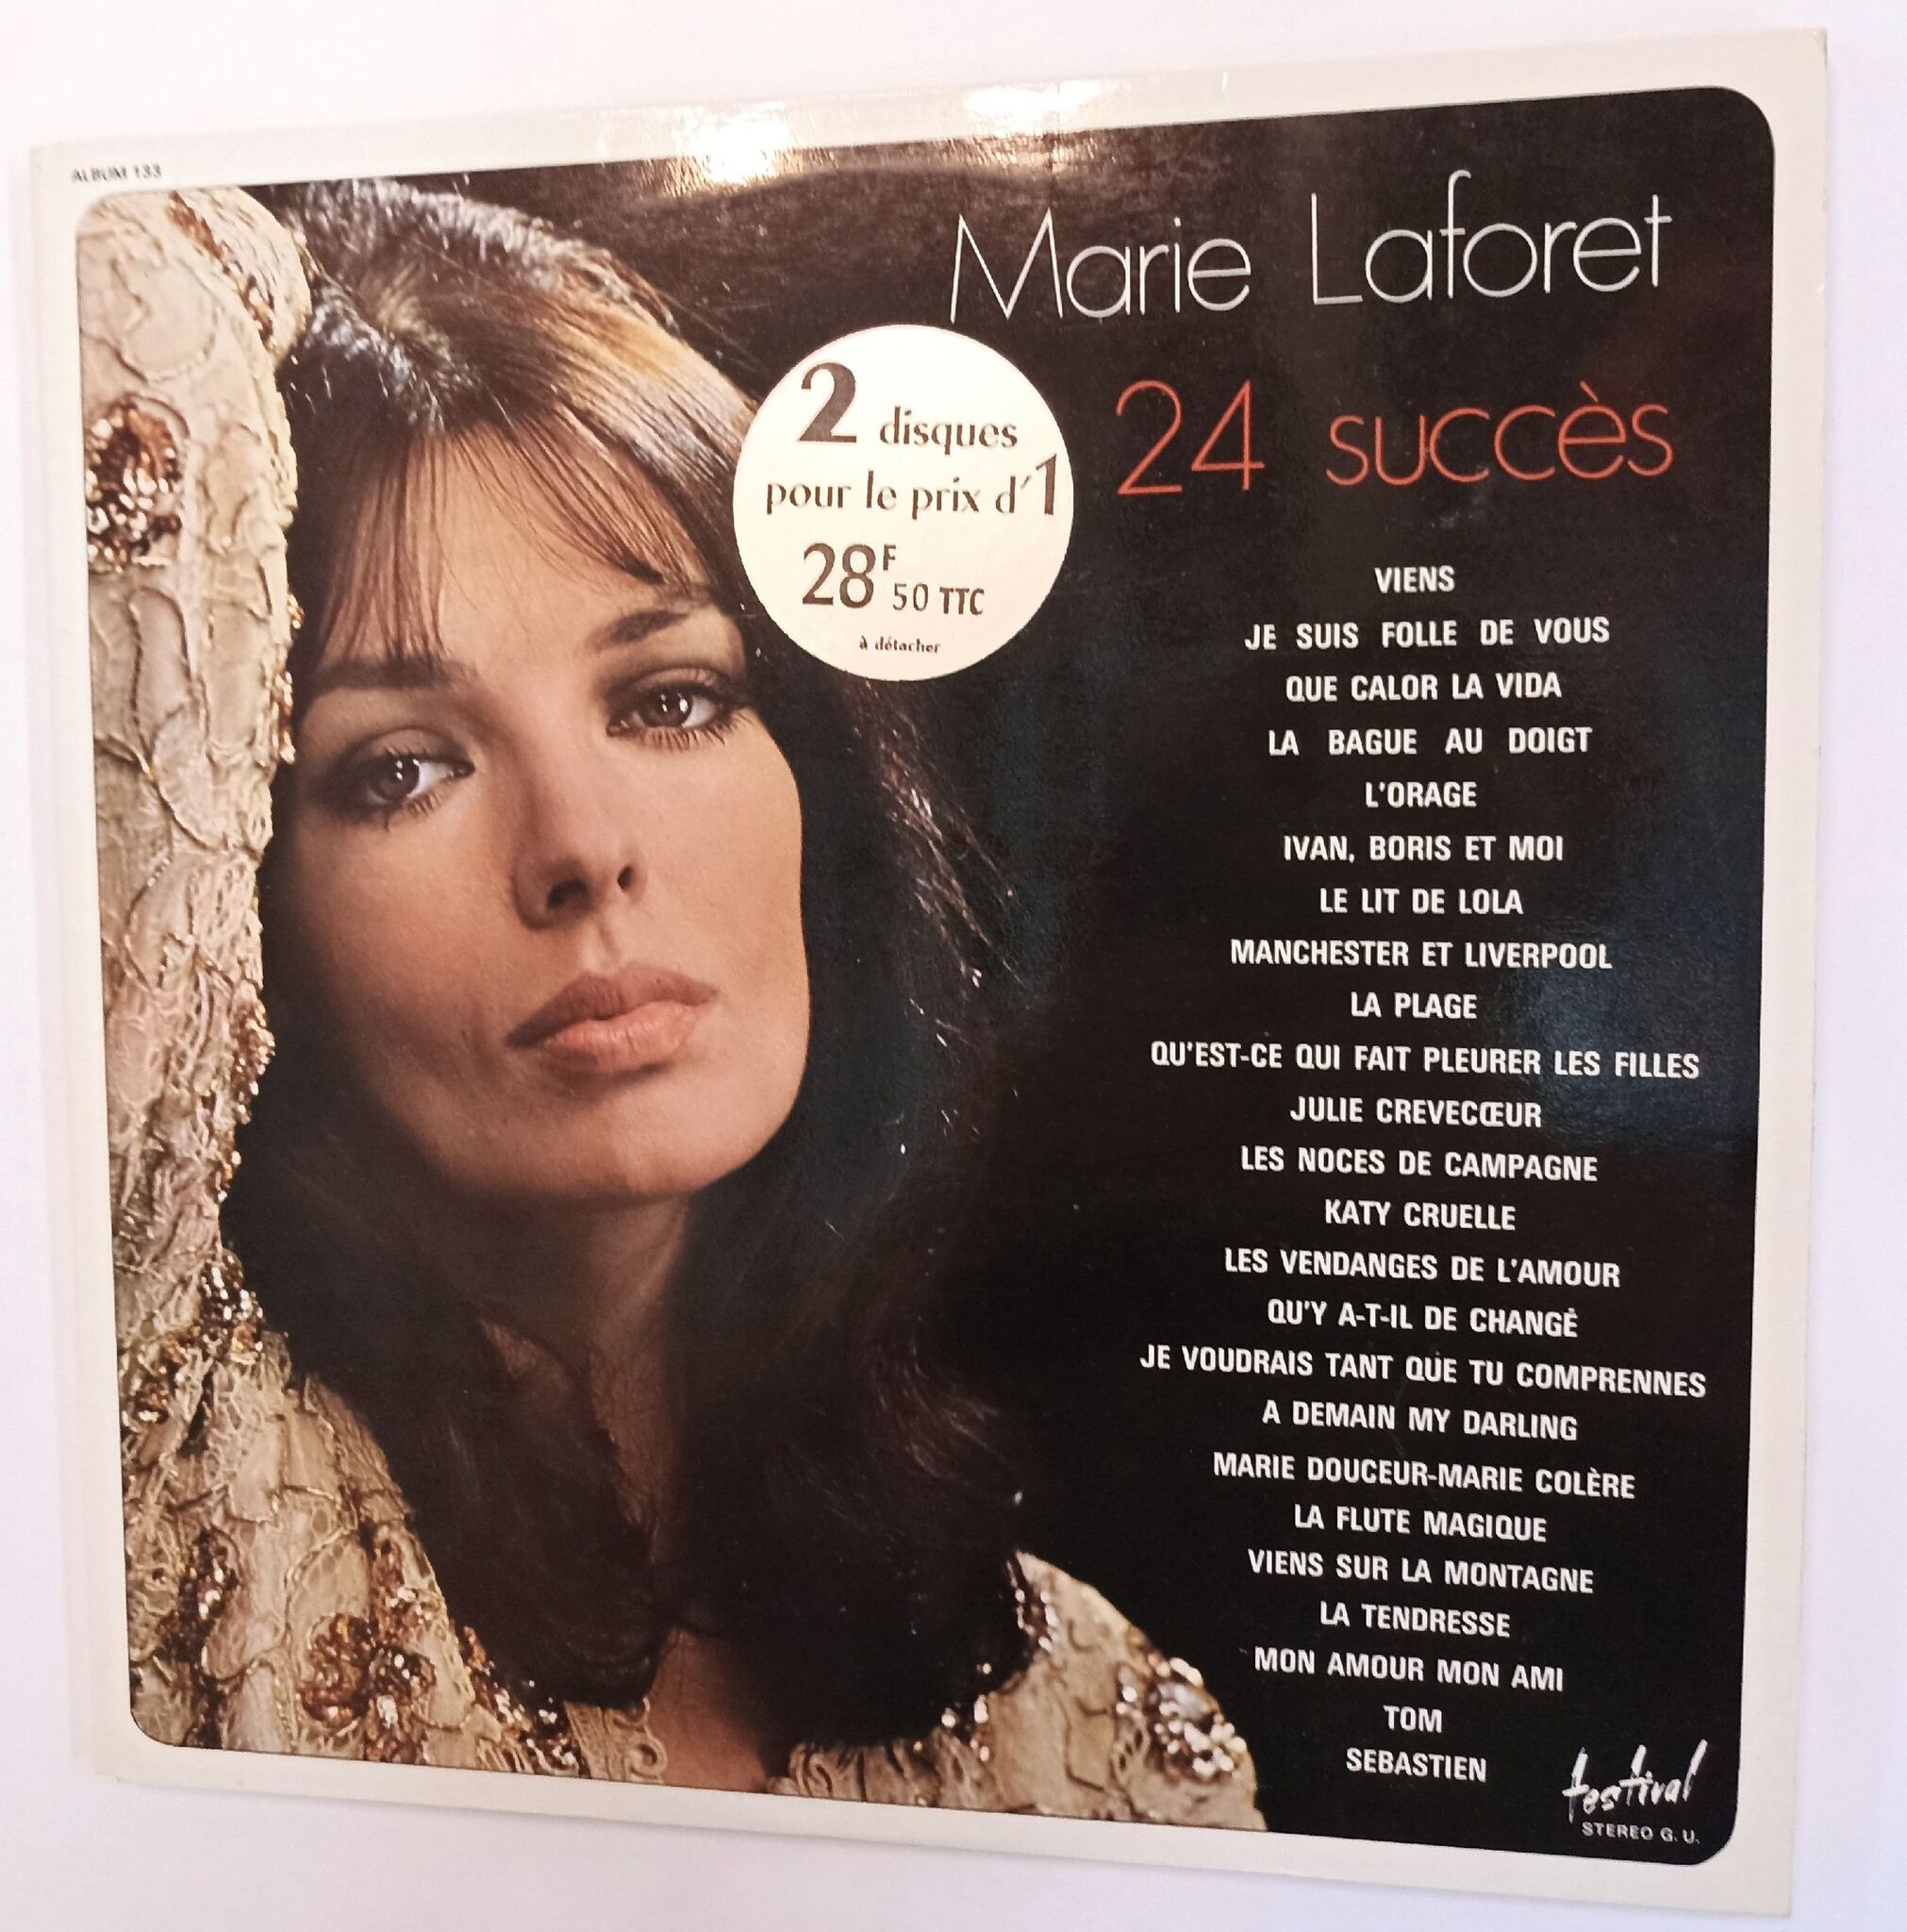 ALBUM 133
Marie Laforet
24 succès
2 disques
pour le prix d'1
28F 50 TTC
à détacher
VIENS
JE SUIS FOLLE DE VOUS
QUE CALOR LA VIDA
LA BAGUE AU DOIGT
L'ORAGE
IVAN, BORIS ET MOI
LE LIT DE LOLA
MANCHESTER ET LIVERPOOL
LA PLAGE
QU'EST-CE QUI FAIT PLEURER LES FILLES
JULIE CREVECŒUR
LES NOCES DE CAMPAGNE
KATY CRUELLE
LES VENDANGES DE L'AMOUR
QU'Y A-T-IL DE CHANGÉ
JE VOUDRAIS TANT QUE TU COMPRENNES
A DEMAIN MY DARLING
MARIE DOUCEUR-MARIE COLÈRE
LA FLUTE MAGIQUE
VIENS SUR LA MONTAGNE
LA TENDRESSE
MON AMOUR MON AMI
TOM
SEBASTIEN
festival
STEREO G.U.